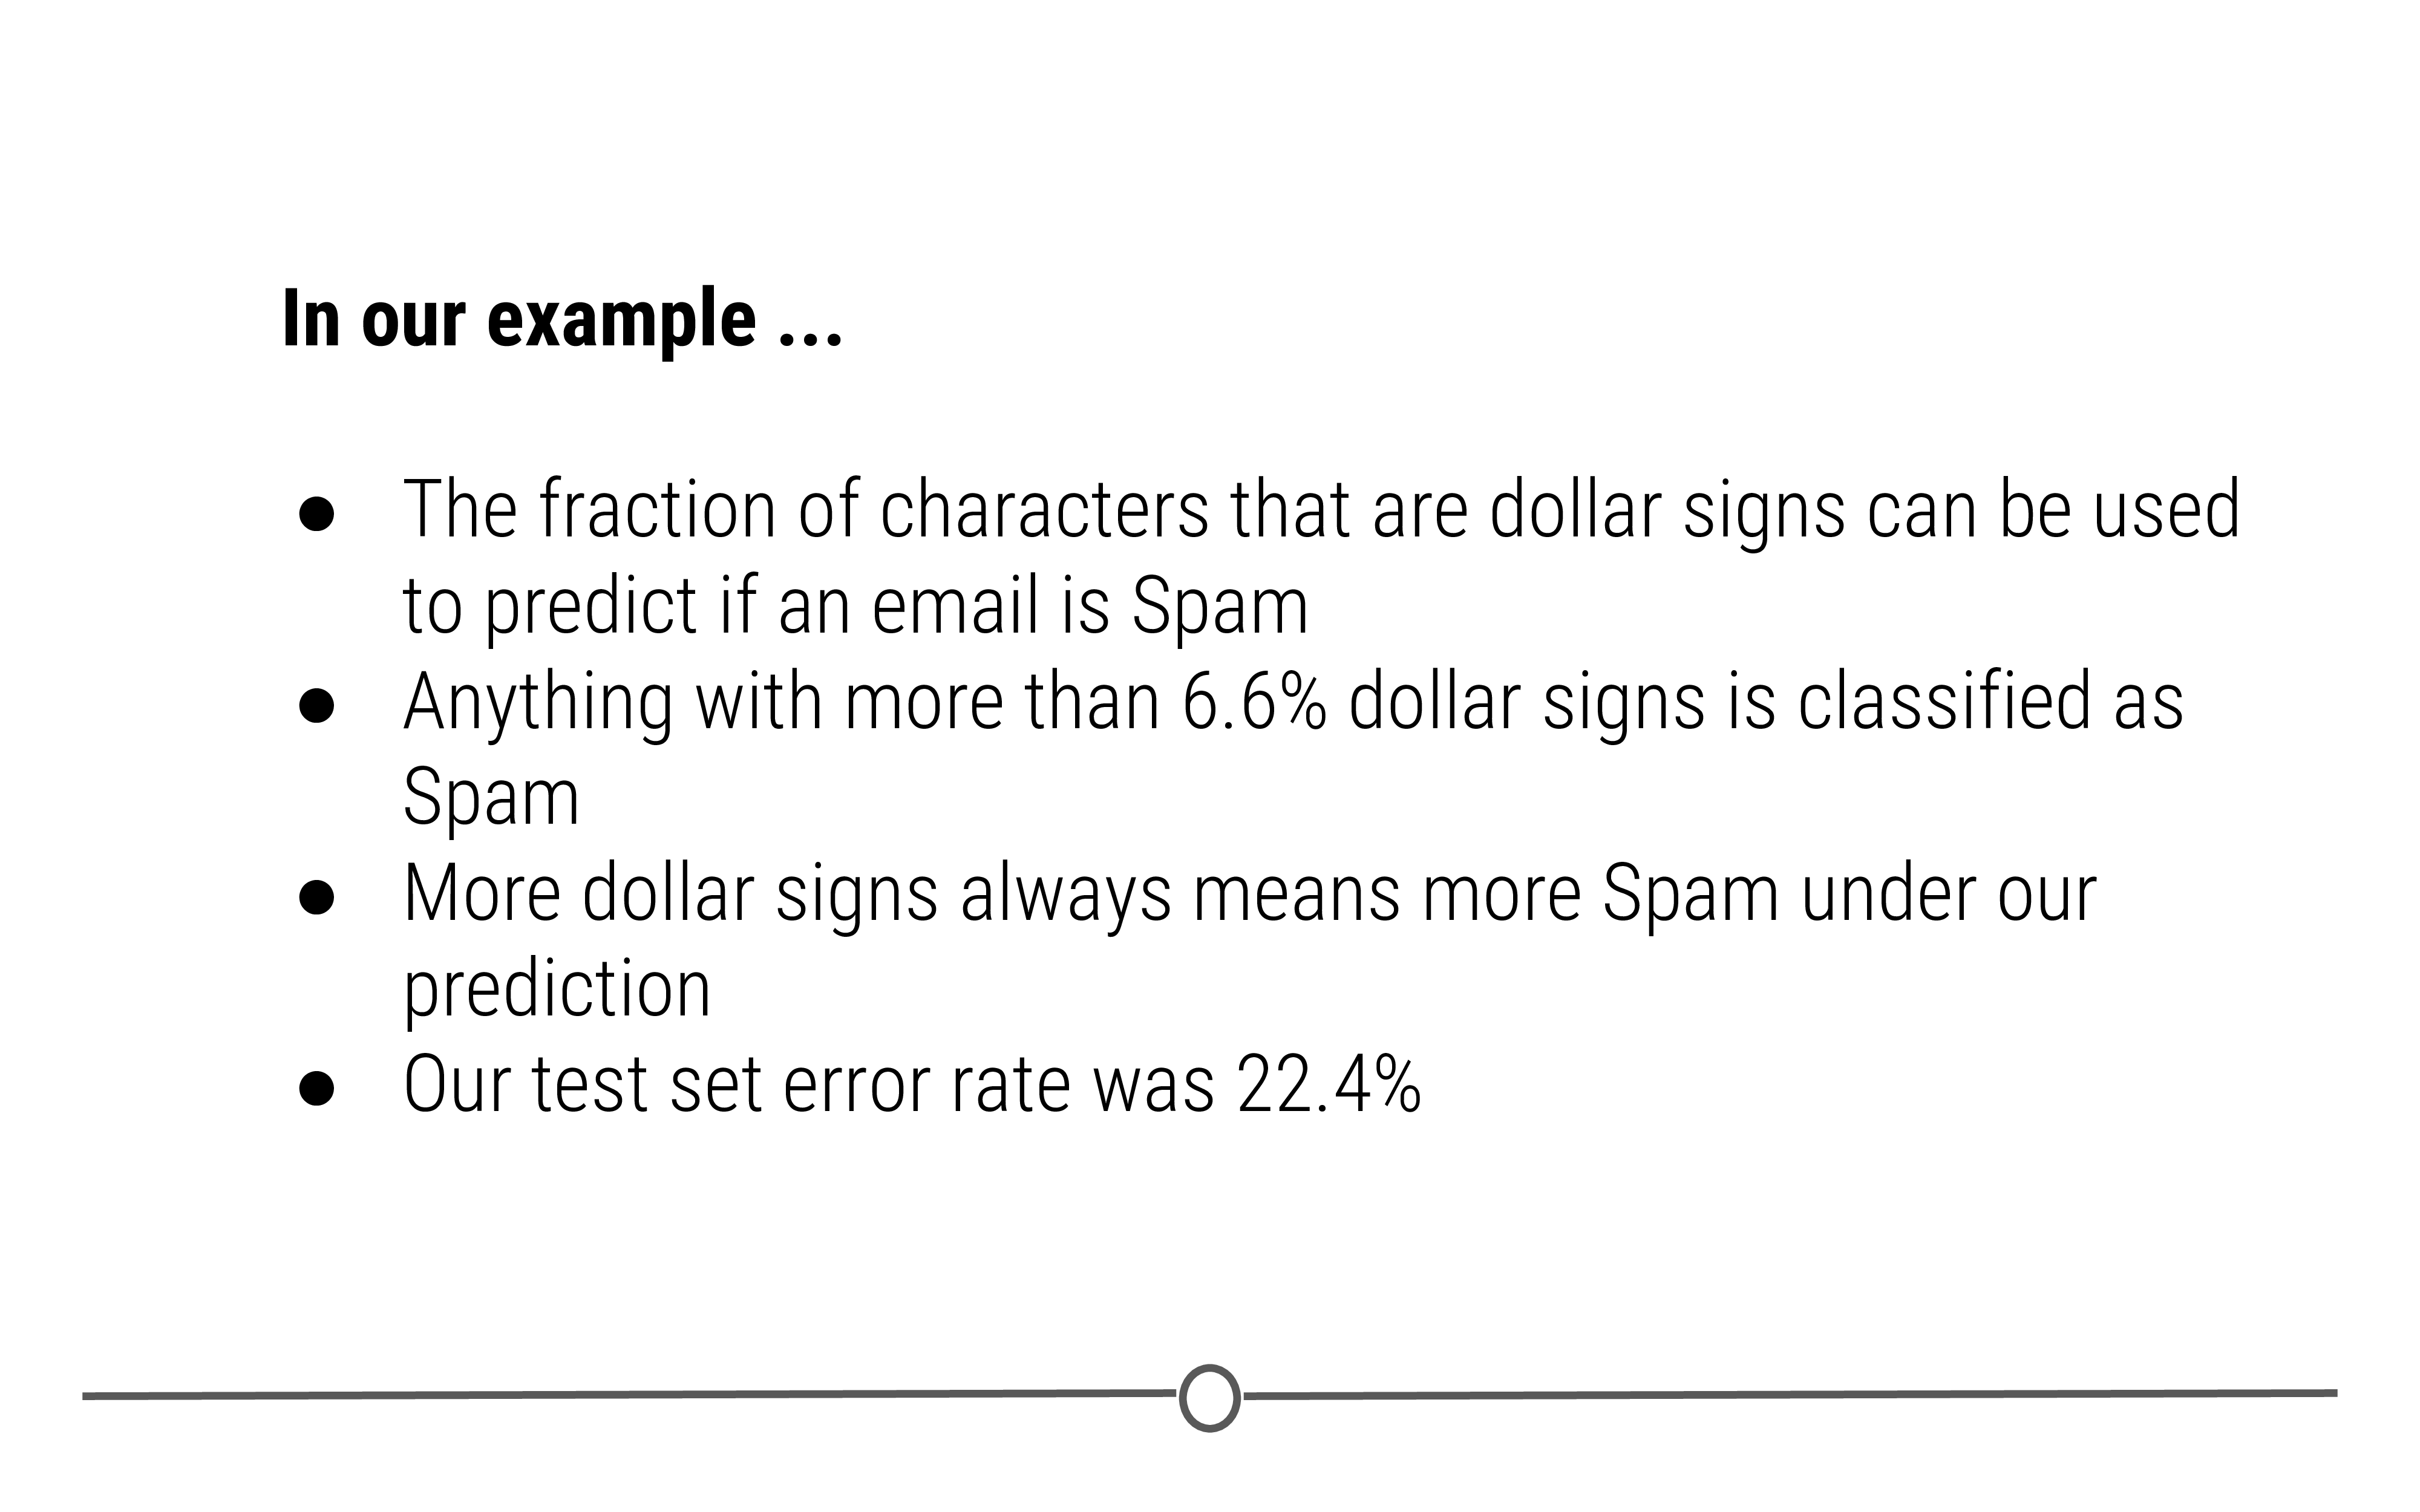 In our example ...
● The fraction of characters that are dollar signs can be used
to predict if an email is Spam
● Anything with more than 6.6% dollar signs is classified as
Spam
● More dollar signs always means more Spam under our
prediction
● Our test set error rate was 22.4%